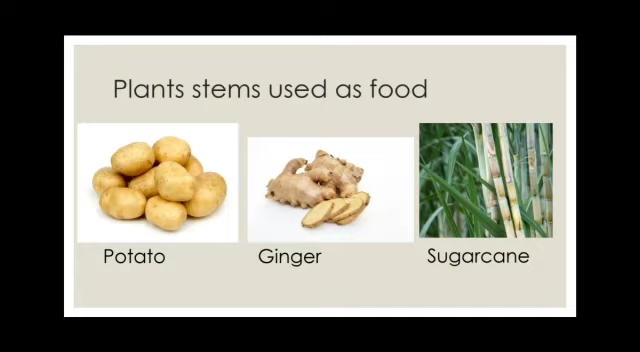 Plants stems used as food
Potato
Ginger
Sugarcane